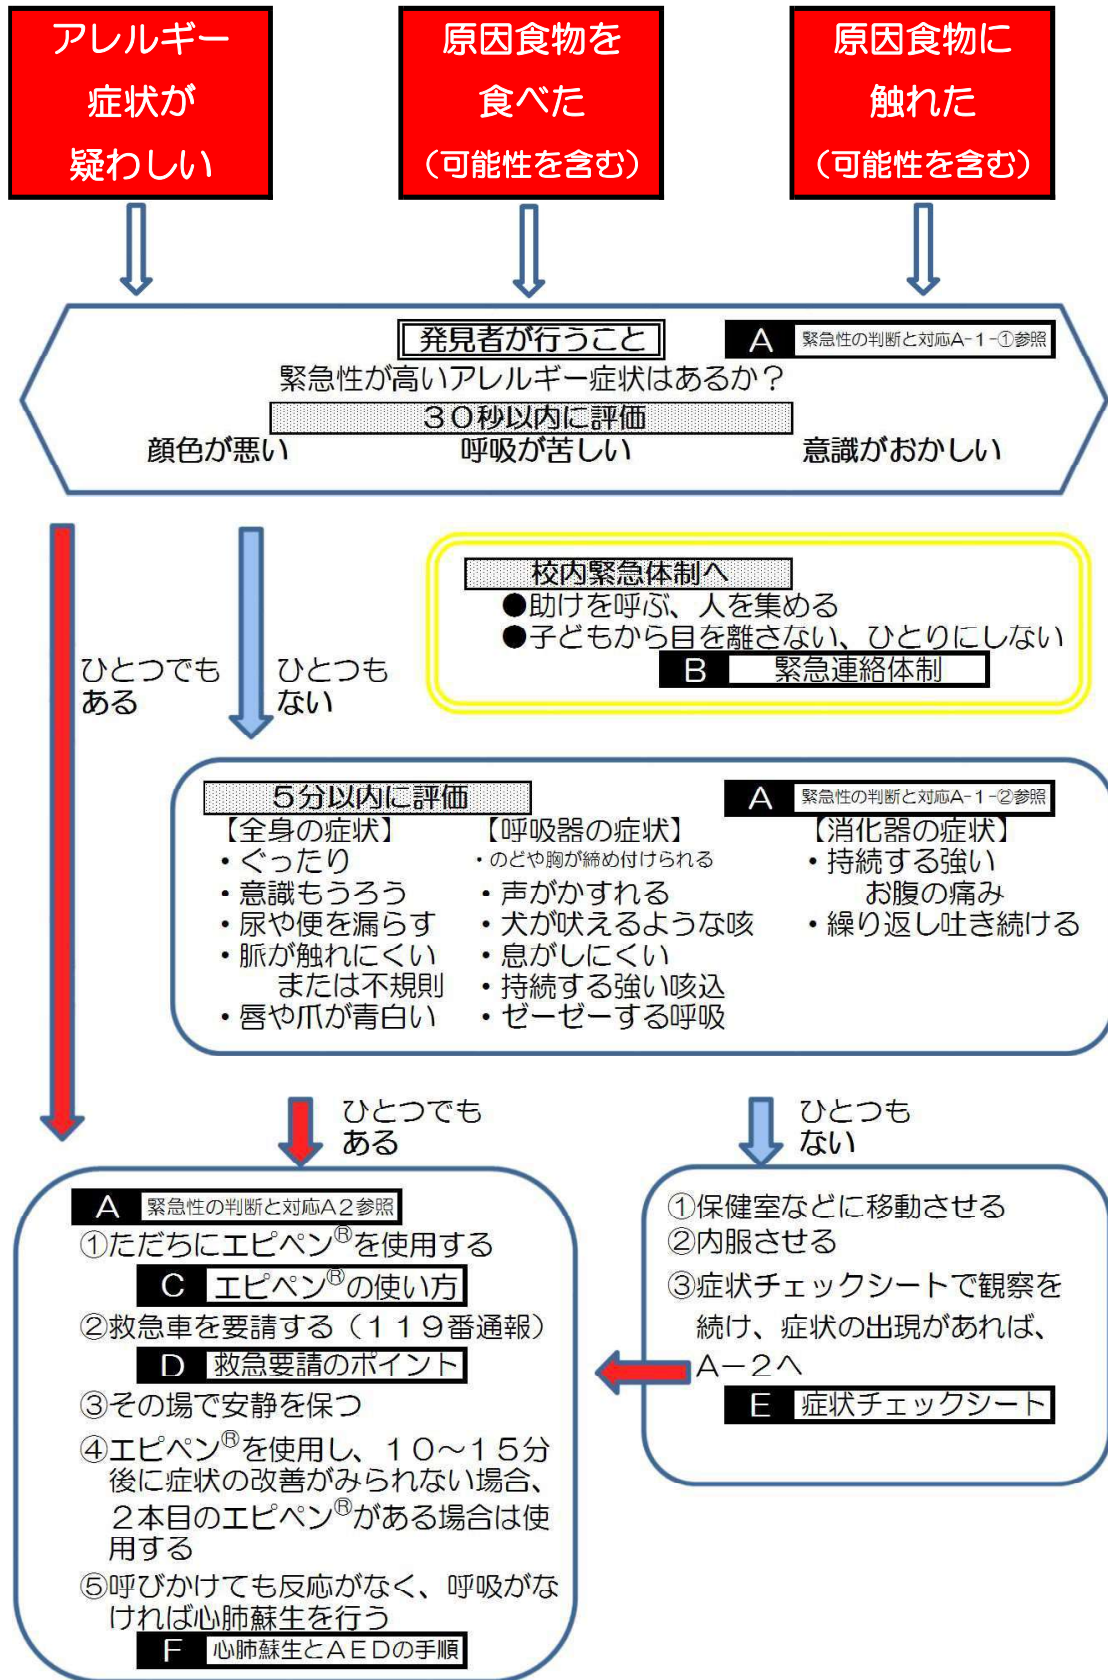 アレルギー
症状が
疑わしい
原因食物を
食べた
（可能性を含む）
原因食物に
触れた
（可能性を含む）
発見者が行うこと
A 緊急性の判断と対応A-１-①参照
緊急性が高いアレルギー症状はあるか？
３０秒以内に評価
顔色が悪い 呼吸が苦しい 意識がおかしい
ひとつでも
ある
ひとつも
ない
校内緊急体制へ
●助けを呼ぶ、人を集める
●子どもから目を離さない、ひとりにしない
B 緊急連絡体制
５分以内に評価
A 緊急性の判断と対応A-１-②参照
【全身の症状】
・ぐったり
・意識もうろう
・尿や便を漏らす
・脈が触れにくい
または不規則
・唇や爪が青白い
【呼吸器の症状】
・のどや胸が締め付けられる
・声がかすれる
・犬が吠えるような咳
・息がしにくい
・持続する強い咳込
・ゼーゼーする呼吸
【消化器の症状】
・持続する強い
お腹の痛み
・繰り返し吐き続ける
ひとつでも
ある
ひとつも
ない
A 緊急性の判断と対応A２参照
①ただちにエピペン®を使用する
C エピペン®の使い方
②救急車を要請する（１１９番通報）
D 救急要請のポイント
③その場で安静を保つ
④エピペン®を使用し、１０～１５分
後に症状の改善がみられない場合、
２本目のエピペン®がある場合は使
用する
⑤呼びかけても反応がなく、呼吸がな
ければ心肺蘇生を行う
F 心肺蘇生とＡＥＤの手順
①保健室などに移動させる
②内服させる
③症状チェックシートで観察を
続け、症状の出現があれば、
A－２へ
E 症状チェックシート